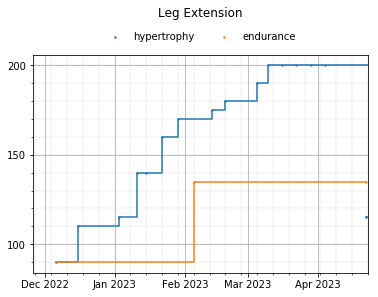 Leg Extension
hypertrophy endurance
200
150
100
Dec 2022 Jan 2023 Feb 2023 Mar 2023 Apr 2023